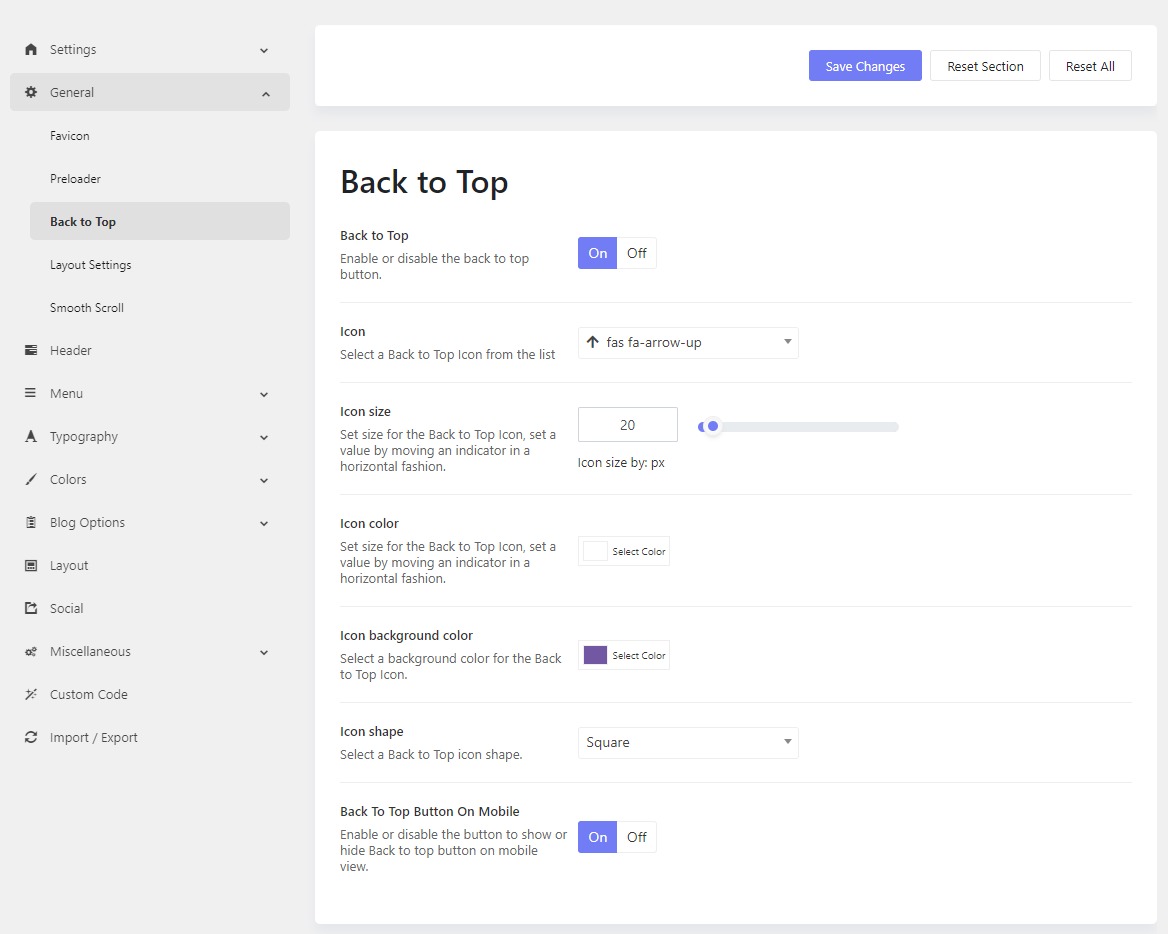 Settings
General
Favicon
Preloader
Back to Top
Layout Settings
Smooth Scroll
Header
Menu
Typography
Colors
Blog Options
Layout
Social
Miscellaneous
Custom Code
Import / Export
Save Changes
Reset Section
Reset All
Back to Top
Back to Top
Enable or disable the back to top
button.
On
Off
Icon
Select a Back to Top Icon from the list
fas fa-arrow-up
Icon size
Set size for the Back to Top Icon, set a
value by moving an indicator in a
horizontal fashion.
20
Icon size by: px
Icon color
Set size for the Back to Top Icon, set a
value by moving an indicator in a
horizontal fashion.
Select Color
Icon background color
Select a background color for the Back
to Top Icon.
Select Color
Icon shape
Select a Back to Top icon shape.
Square
Back To Top Button On Mobile
Enable or disable the button to show or
hide Back to top button on mobile
view.
On
Off